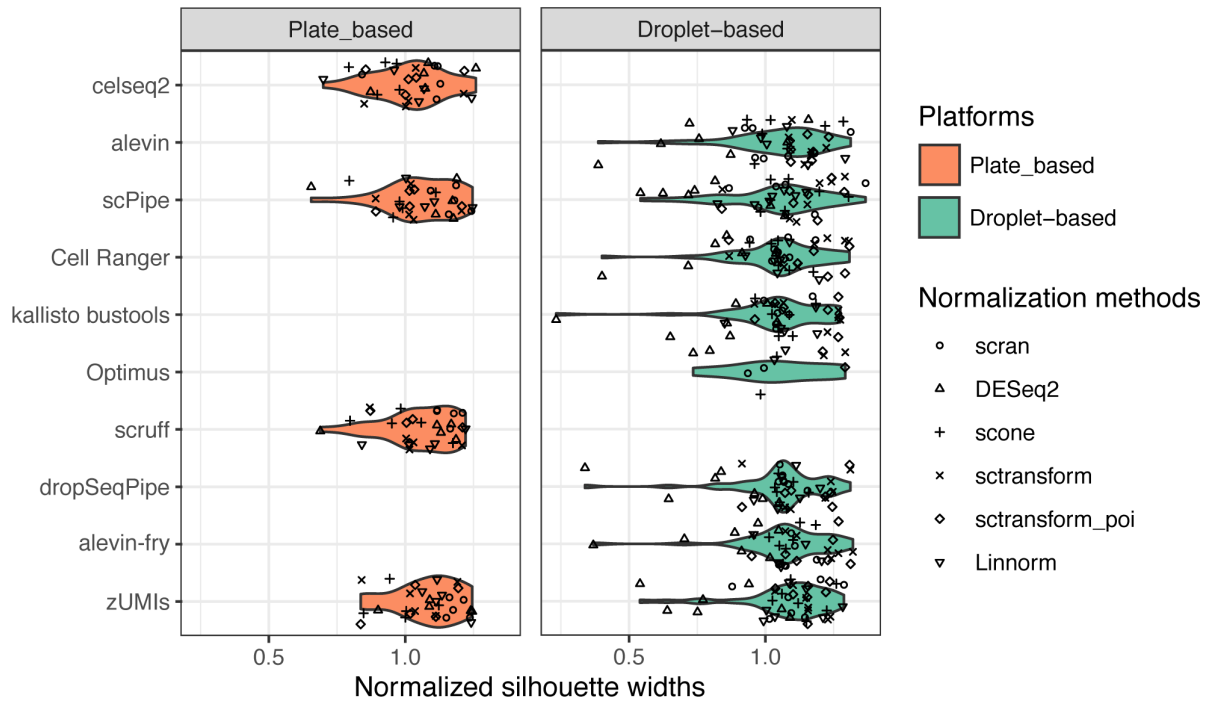 Plate_based
Droplet−based
celseq2
alevin
scPipe
Cell Ranger
kallisto bustools
Optimus
scruff
dropSeqPipe
alevin-fry
zUMIs
0.5
1.0
0.5
1.0
Normalized silhouette widths
Platforms
Plate_based
Droplet−based
Normalization methods
scran
DESeq2
scone
sctransform
sctransform_poi
Linnorm